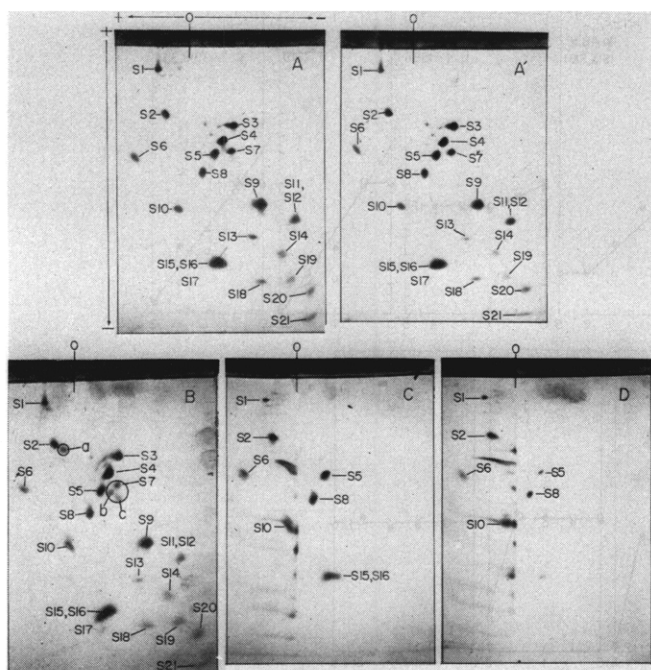 + O - O
+
S1 A S1 A′
S2 S2
S3 S3
S4 S4
S6 S6
S5 S7 S5 S7
S8 S8
S9 S11, S9
S12 S11,S12
S10 S10
S13 S14 S13 S14
S15,S16 S15,S16
S17 S19 S17 S19
S18 S18
S20 S20
S21 S21
-
O O O
S1 B S1 C S1 D
S2 a S2 S2
S3
S4
S6 S7 S6 S5 S6 S5
S5
b c
S8 S8 S8
S9
S10 S11,S12 S10 S10
S13
S14 S15,S16
S15,S16 S20
S17 S18 S19
S21